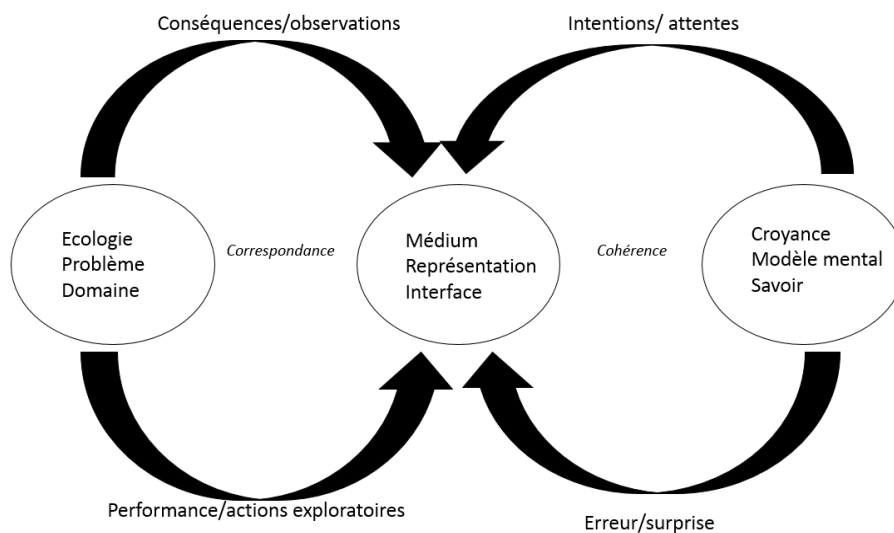 Conséquences/observations
Intentions/ attentes
Ecologie
Problème
Domaine
Correspondance
Médium
Représentation
Interface
Cohérence
Croyance
Modèle mental
Savoir
Performance/actions exploratoires
Erreur/surprise